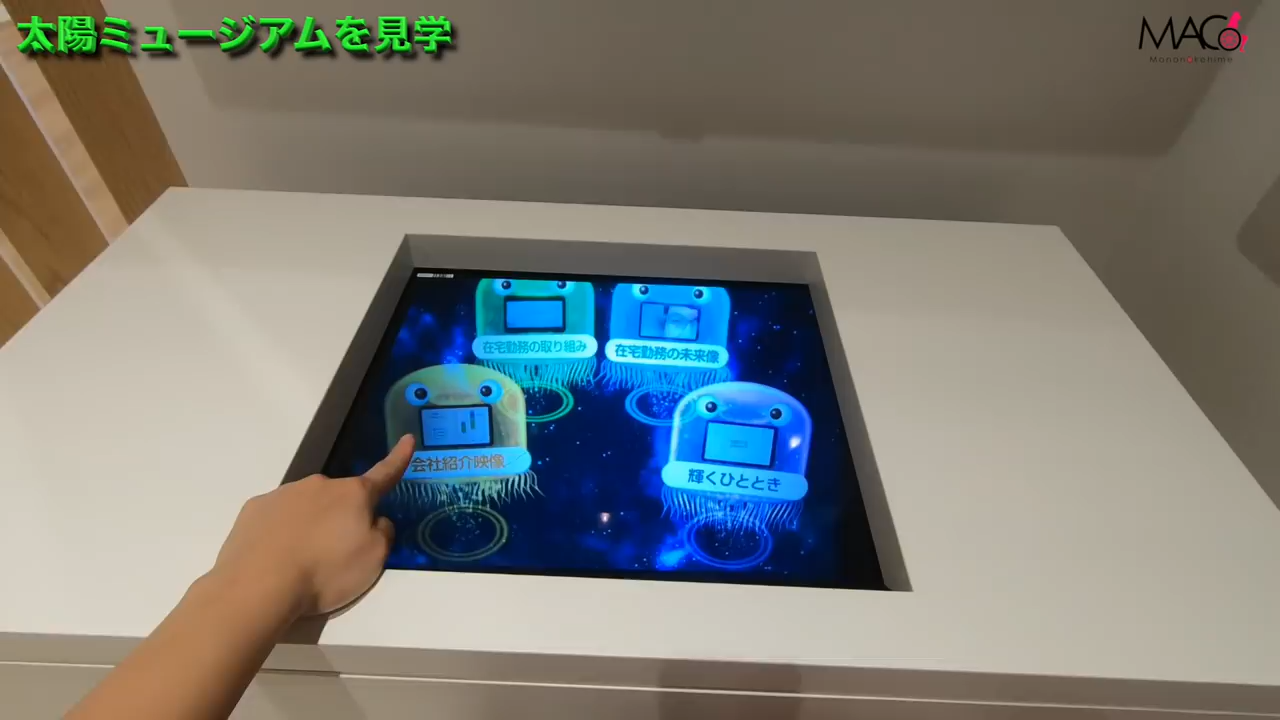 太陽ミュージアムを見学
MACo!
Mononokehime
在宅勤務の取り組み
在宅勤務の未来像
会社紹介映像
輝くひととき